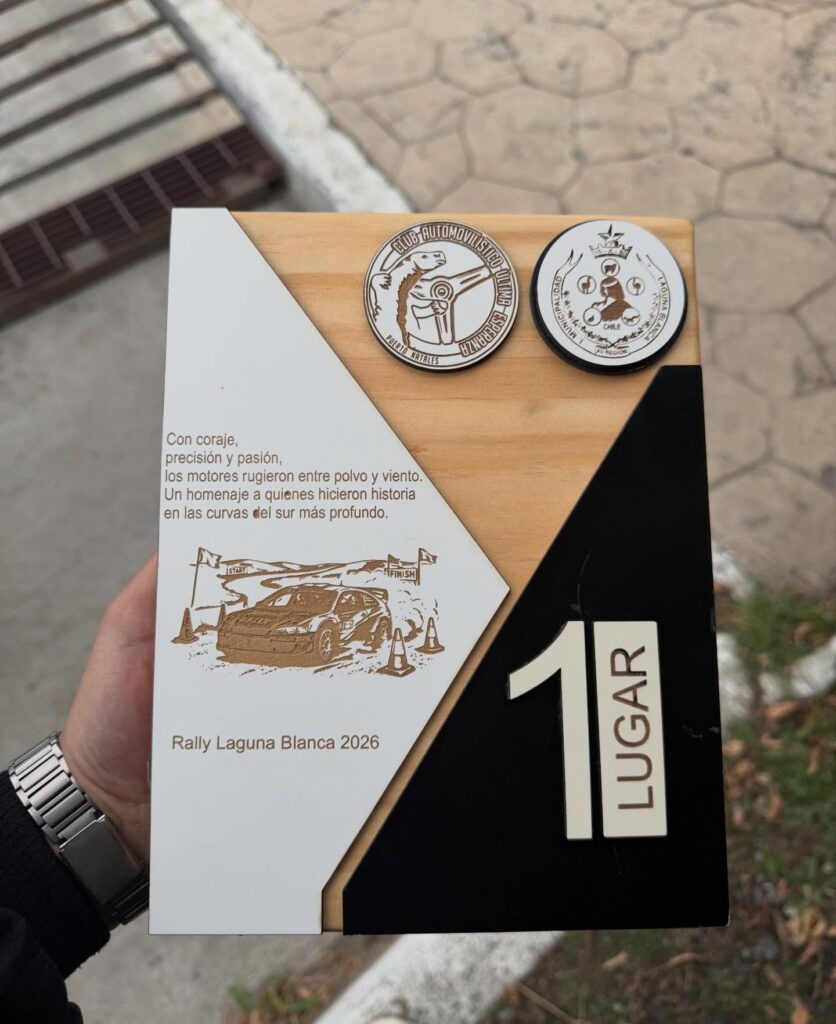 CLUB AUTOMOVILISTICO ULTIMA ESPERANZA
PUERTO NATALES
I. MUNICIPALIDAD
LAGUNA BLANCA
CHILE
XII REGION
Con coraje,
precisión y pasión,
los motores rugieron entre polvo y viento.
Un homenaje a quienes hicieron historia
en las curvas del sur más profundo.
START
FINISH
Rally Laguna Blanca 2026
1
LUGAR